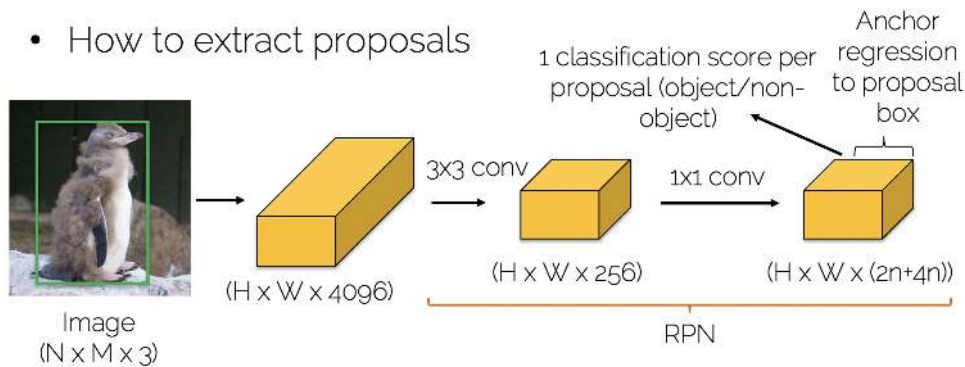 • How to extract proposals
1 classification score per
proposal (object/non-
object)
Anchor
regression
to proposal
box
3x3 conv
1x1 conv
(H x W x 4096)
(H x W x 256)
(H x W x (2n+4n))
Image
(N x M x 3)
RPN